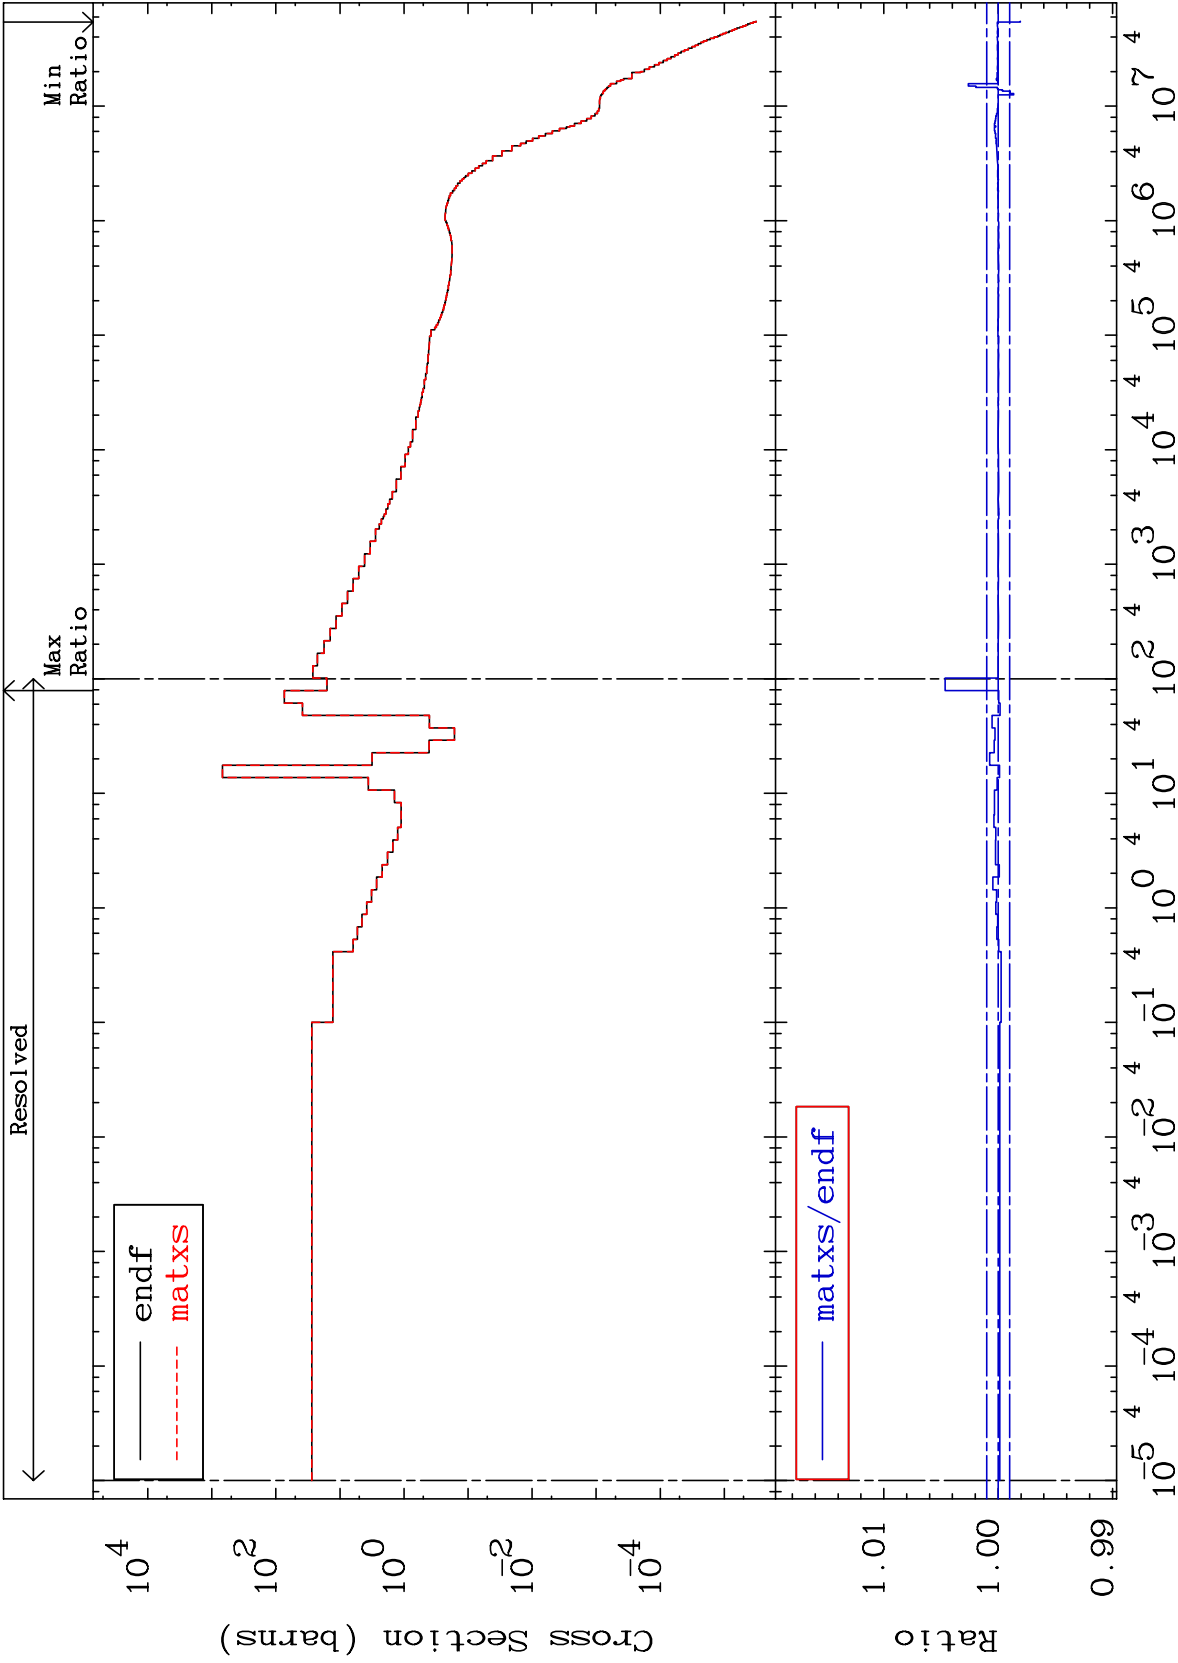 Resolved
Max
Ratio
Min
Ratio
endf
matxs
10^4
10^2
10^0
10^-2
10^-4
Cross Section (barns)
matxs/endf
1.01
1.00
0.99
Ratio
10^-5 4 10^-4 4 10^-3 4 10^-2 4 10^-1 4 10^0 4 10^1 4 10^2 4 10^3 4 10^4 4 10^5 4 10^6 4 10^7 4